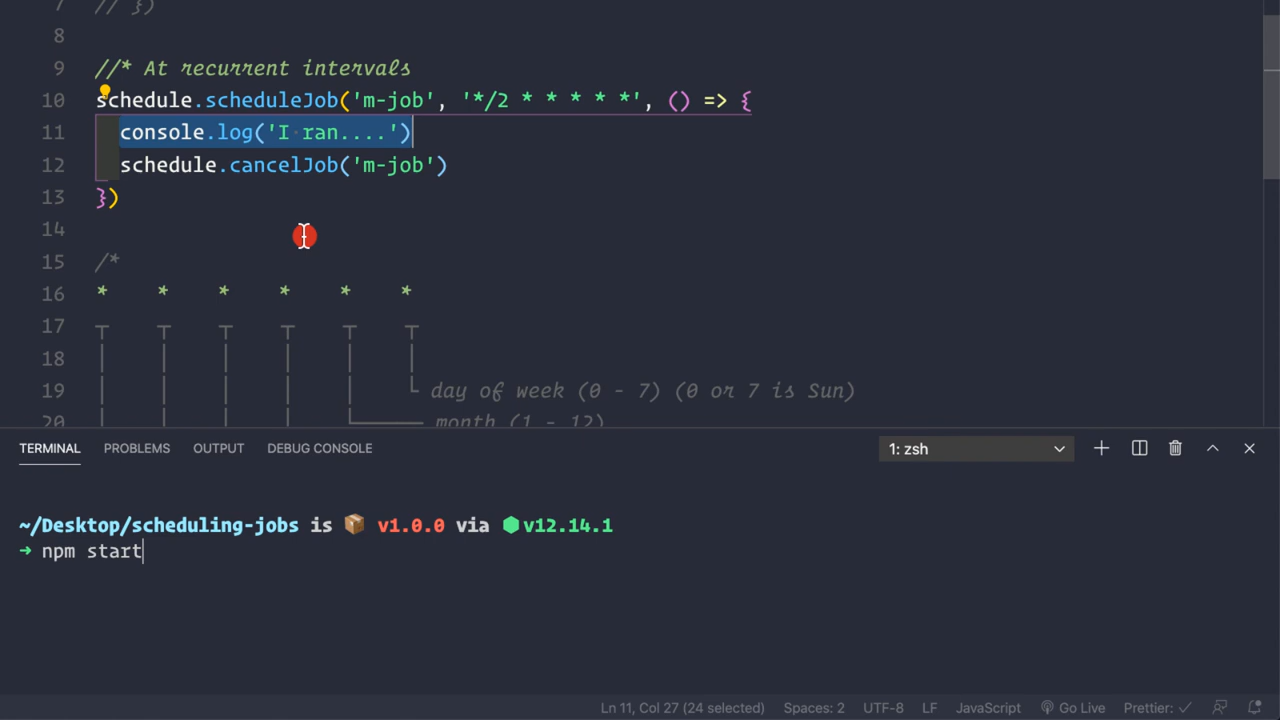 7 // })
8
9 //* At recurrent intervals
10 schedule.scheduleJob('m-job', '*/2 * * * * *', () => {
11 console.log('I ran....')
12 schedule.cancelJob('m-job')
13 })
14
15 /*
16 * * * * * *
17 ┬ ┬ ┬ ┬ ┬ ┬
18 │ │ │ │ │ │
19 │ │ │ │ │ └ day of week (0 - 7) (0 or 7 is Sun)
20 │ │ │ │ └───── month (1 - 12)
TERMINAL PROBLEMS OUTPUT DEBUG CONSOLE 1: zsh
~/Desktop/scheduling-jobs is 📦 v1.0.0 via ⬢v12.14.1
➜ npm start
Ln 11, Col 27 (24 selected) Spaces: 2 UTF-8 LF JavaScript Go Live Prettier: ✓